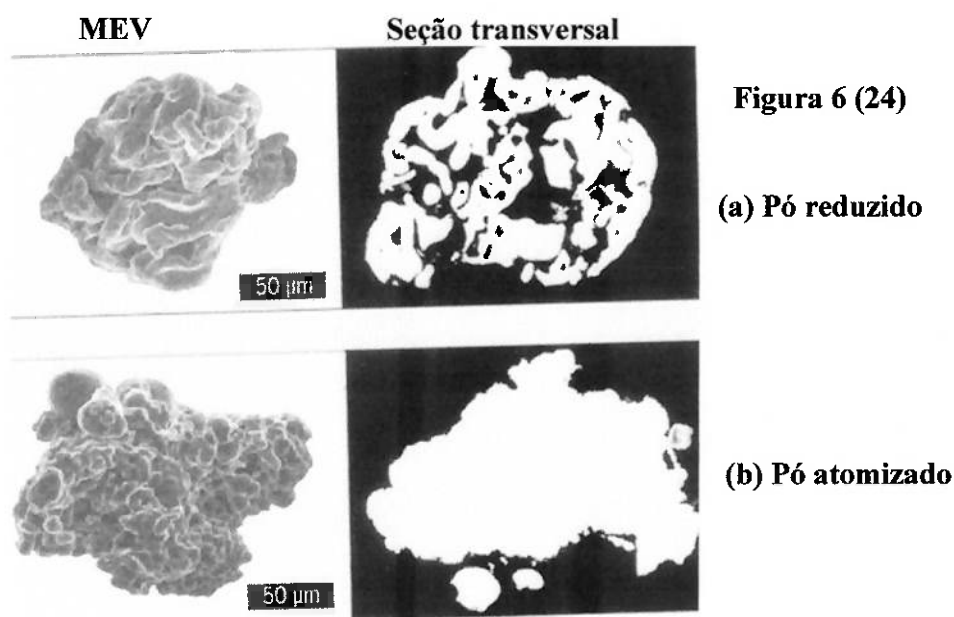 MEV
Seção transversal
Figura 6 (24)
(a) Pó reduzido
50 µm
(b) Pó atomizado
50 µm